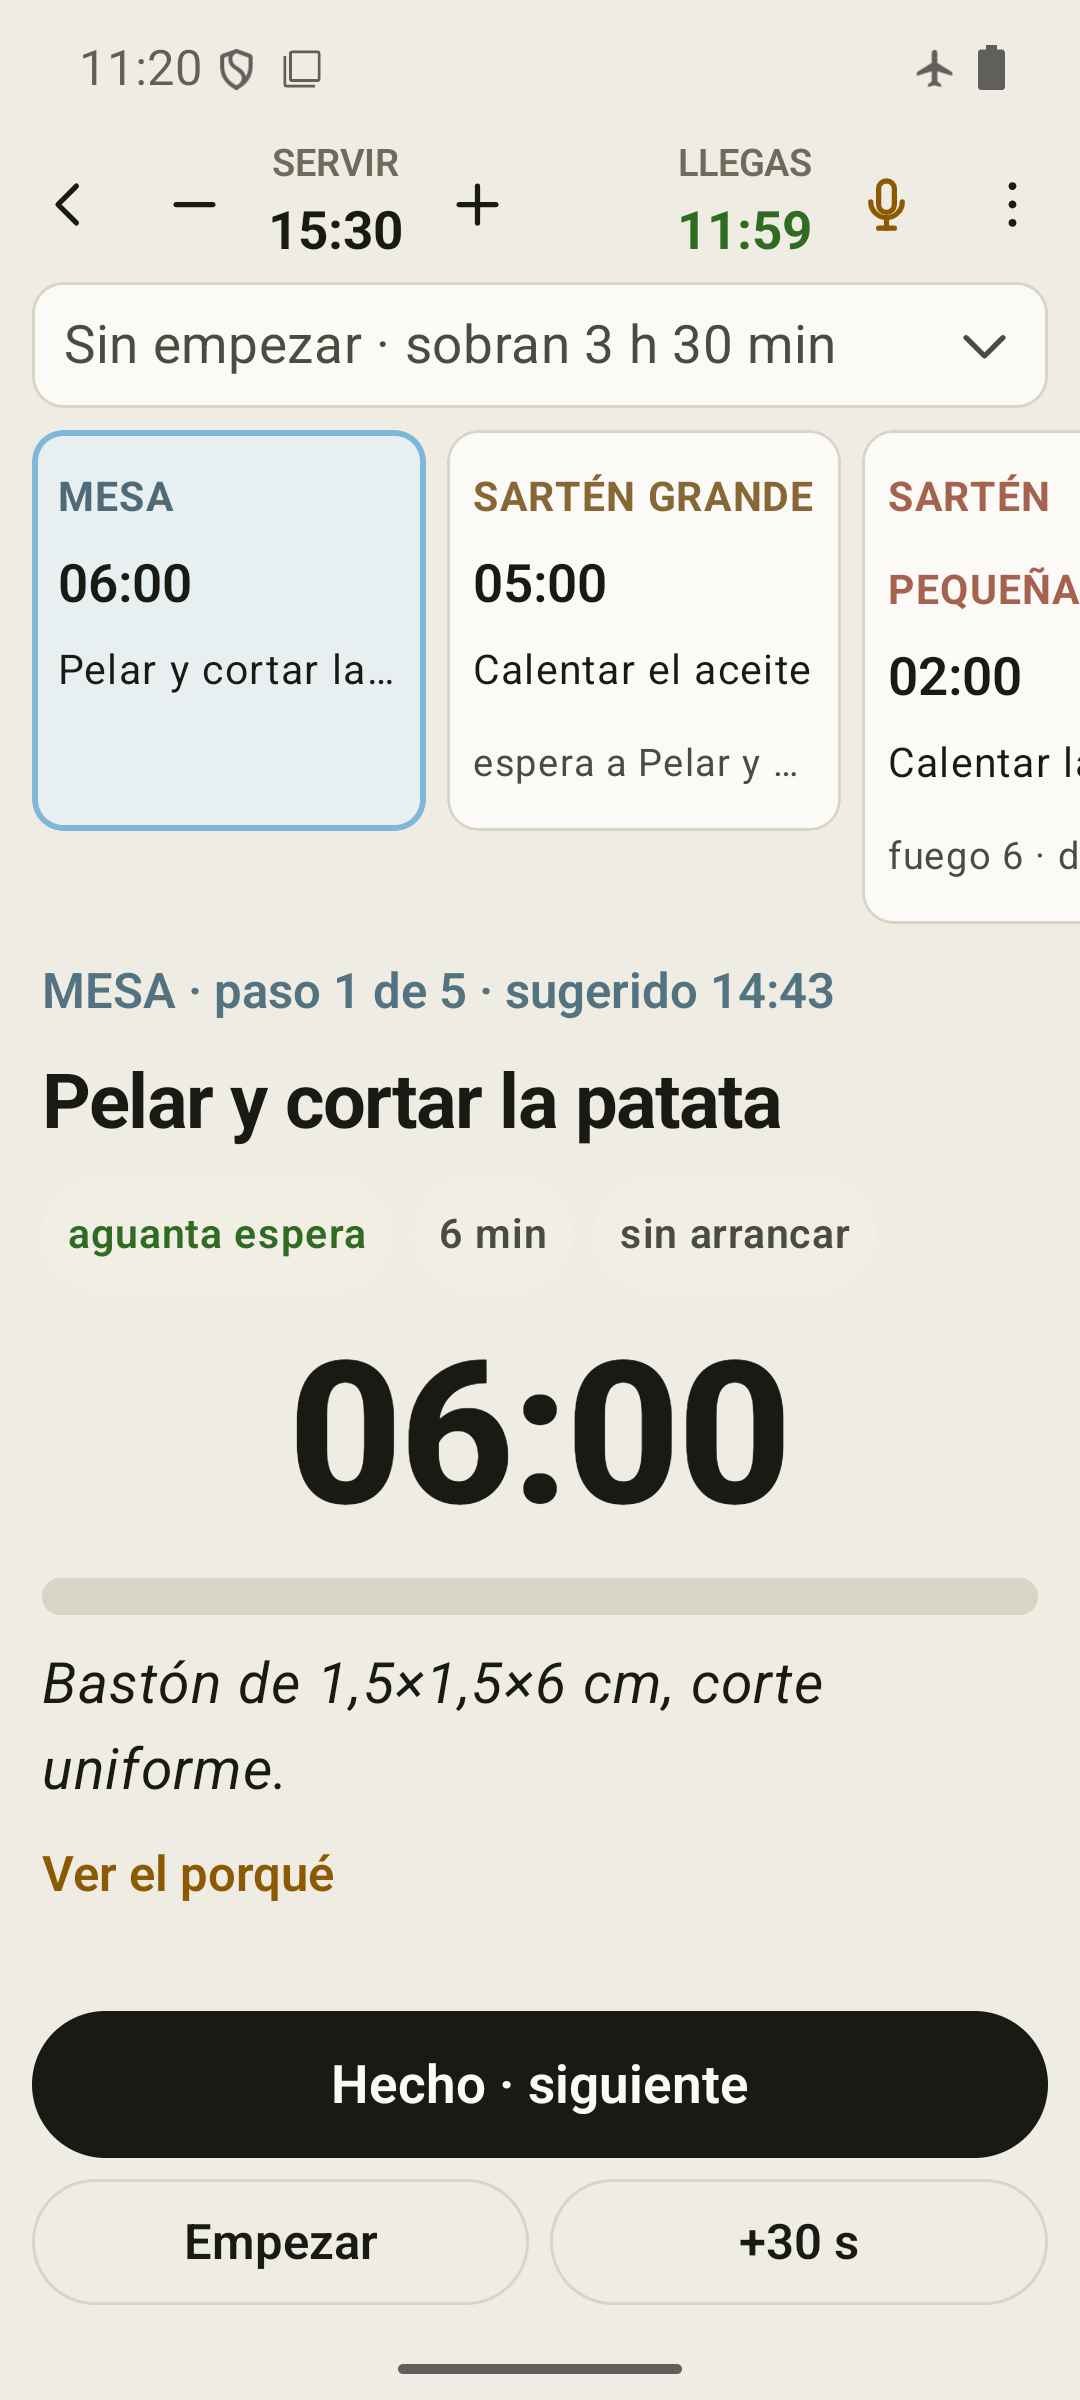 11:20
SERVIR
15:30
LLEGAS
11:59
Sin empezar · sobran 3 h 30 min
MESA
06:00
Pelar y cortar la…
SARTÉN GRANDE
05:00
Calentar el aceite
espera a Pelar y …
SARTÉN
PEQUEÑA
02:00
Calentar la
fuego 6 · d
MESA · paso 1 de 5 · sugerido 14:43
Pelar y cortar la patata
aguanta espera
6 min
sin arrancar
06:00
Bastón de 1,5×1,5×6 cm, corte
uniforme.
Ver el porqué
Hecho · siguiente
Empezar
+30 s